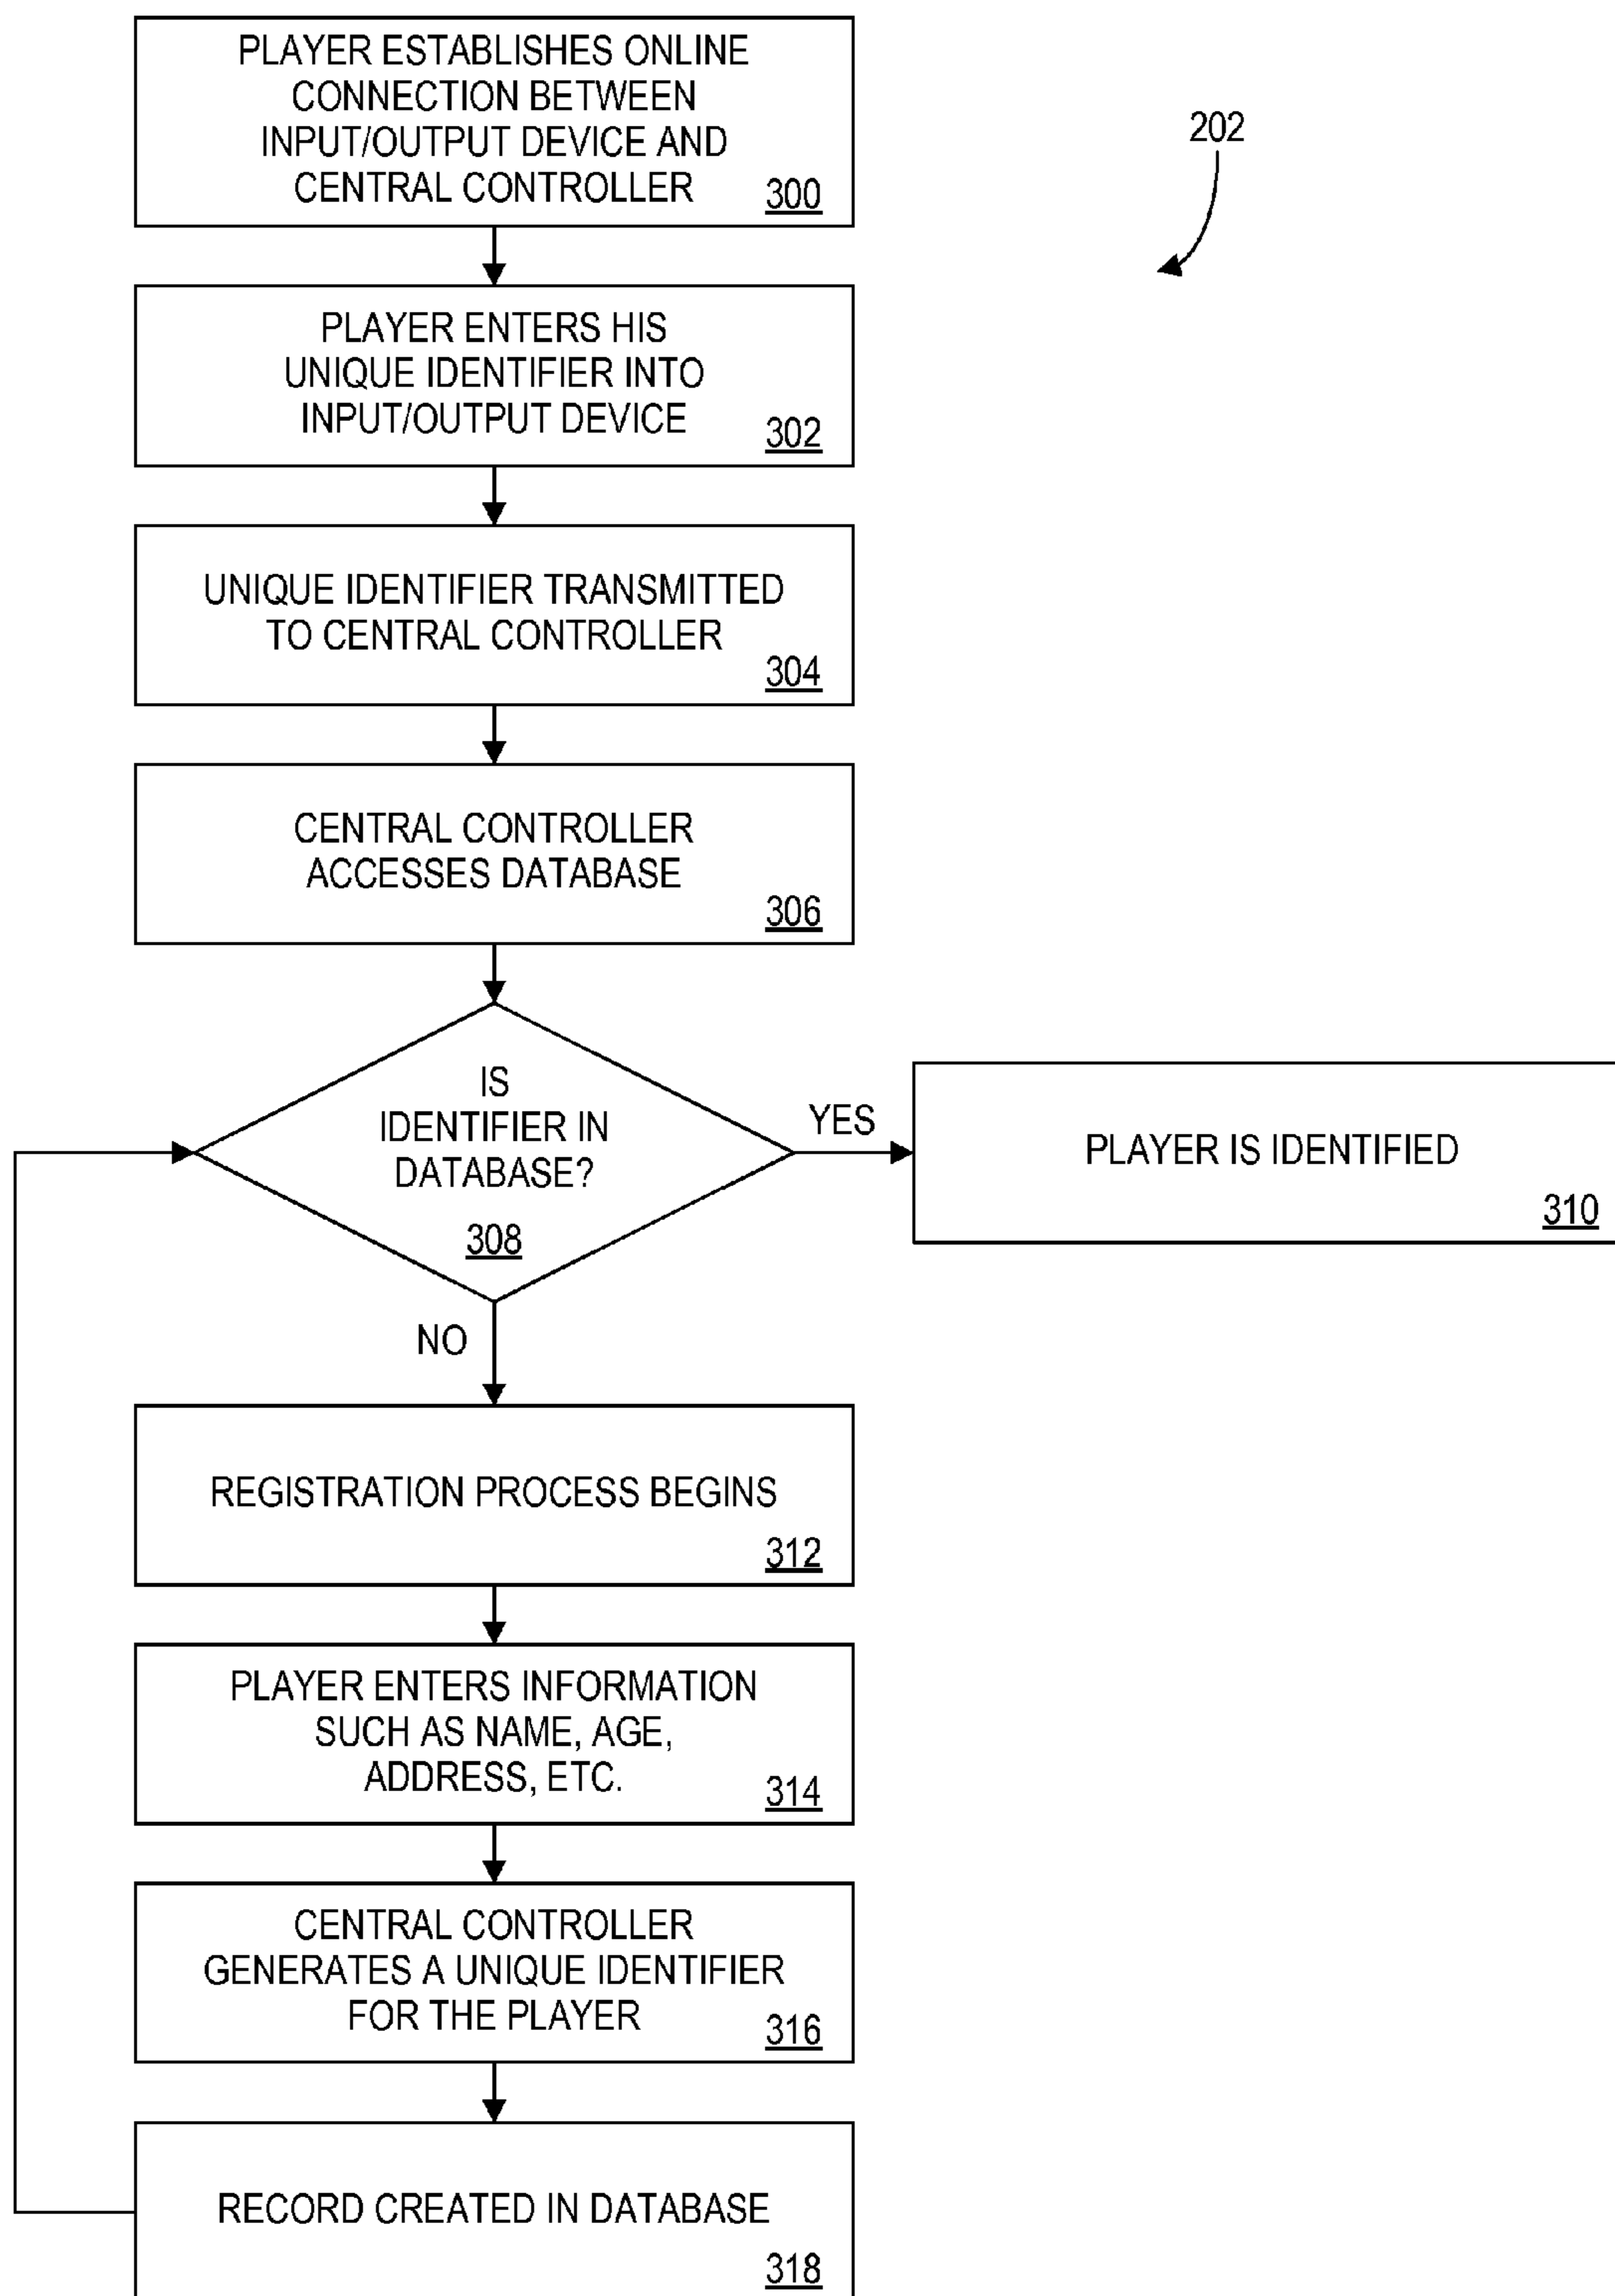 PLAYER ESTABLISHES ONLINE
CONNECTION BETWEEN
INPUT/OUTPUT DEVICE AND
CENTRAL CONTROLLER
300
202
PLAYER ENTERS HIS
UNIQUE IDENTIFIER INTO
INPUT/OUTPUT DEVICE
302
UNIQUE IDENTIFIER TRANSMITTED
TO CENTRAL CONTROLLER
304
CENTRAL CONTROLLER
ACCESSES DATABASE
306
IS
IDENTIFIER IN
DATABASE?
308
YES
PLAYER IS IDENTIFIED
310
NO
REGISTRATION PROCESS BEGINS
312
PLAYER ENTERS INFORMATION
SUCH AS NAME, AGE,
ADDRESS, ETC.
314
CENTRAL CONTROLLER
GENERATES A UNIQUE IDENTIFIER
FOR THE PLAYER
316
RECORD CREATED IN DATABASE
318